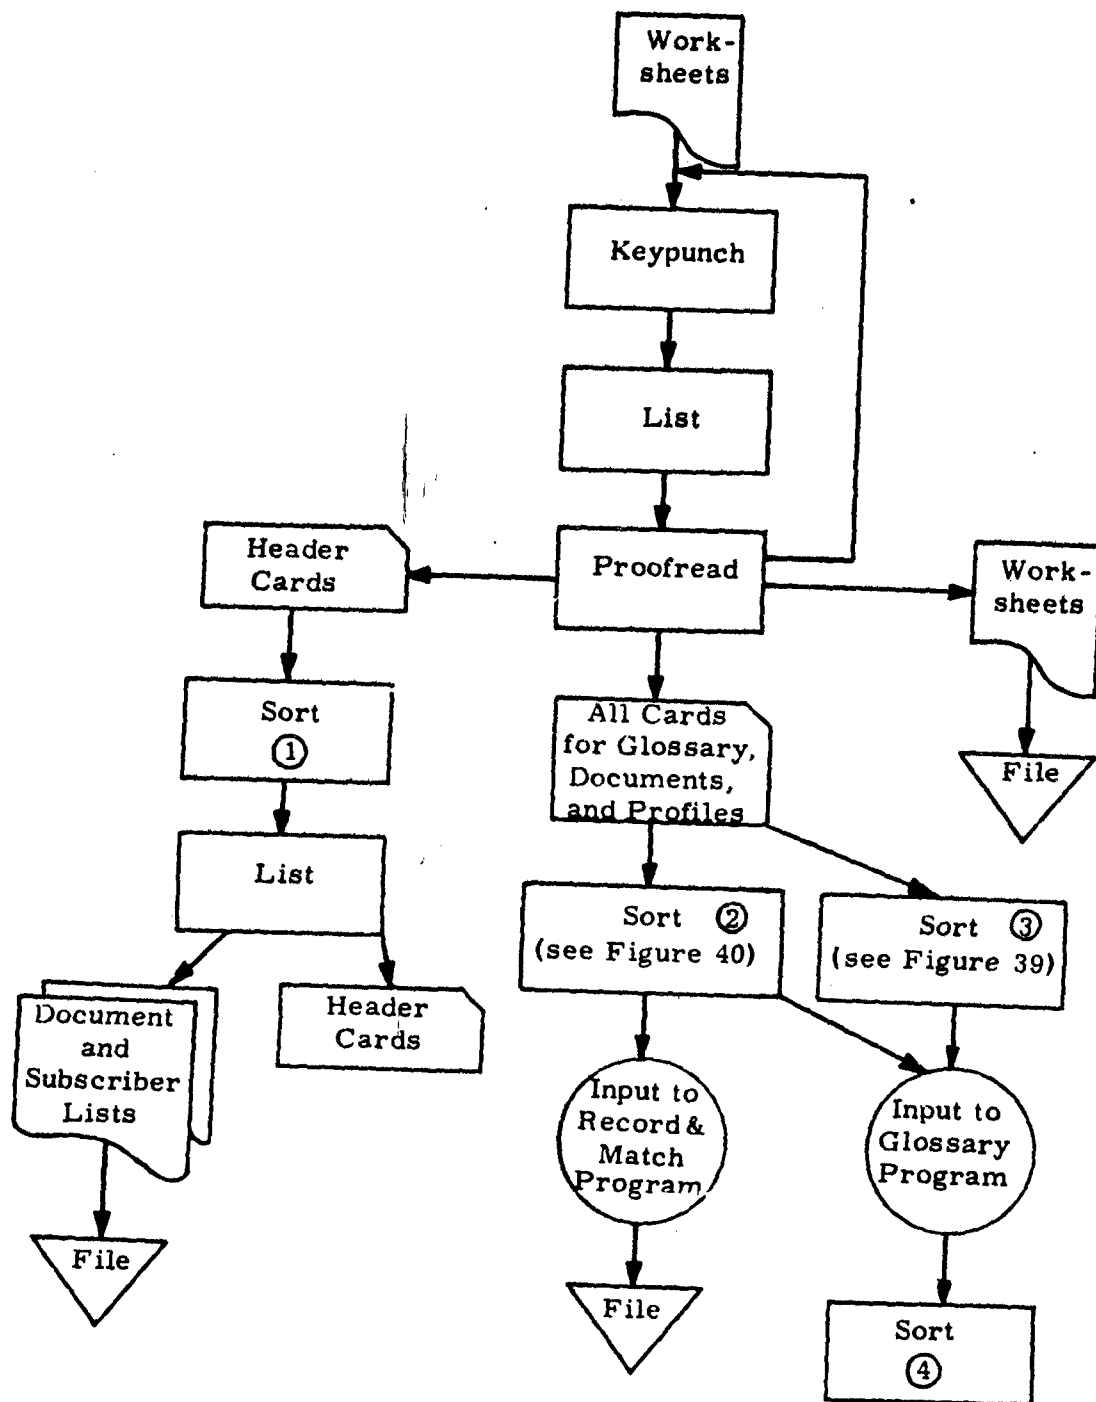 Work-
sheets
Keypunch
List
Proofread
Header
Cards
Work-
sheets
Sort
①
All Cards
for Glossary,
Documents,
and Profiles
File
List
Sort ②
(see Figure 40)
Sort ③
(see Figure 39)
Document
and
Subscriber
Lists
Header
Cards
Input to
Record &
Match
Program
Input to
Glossary
Program
File
File
Sort
④